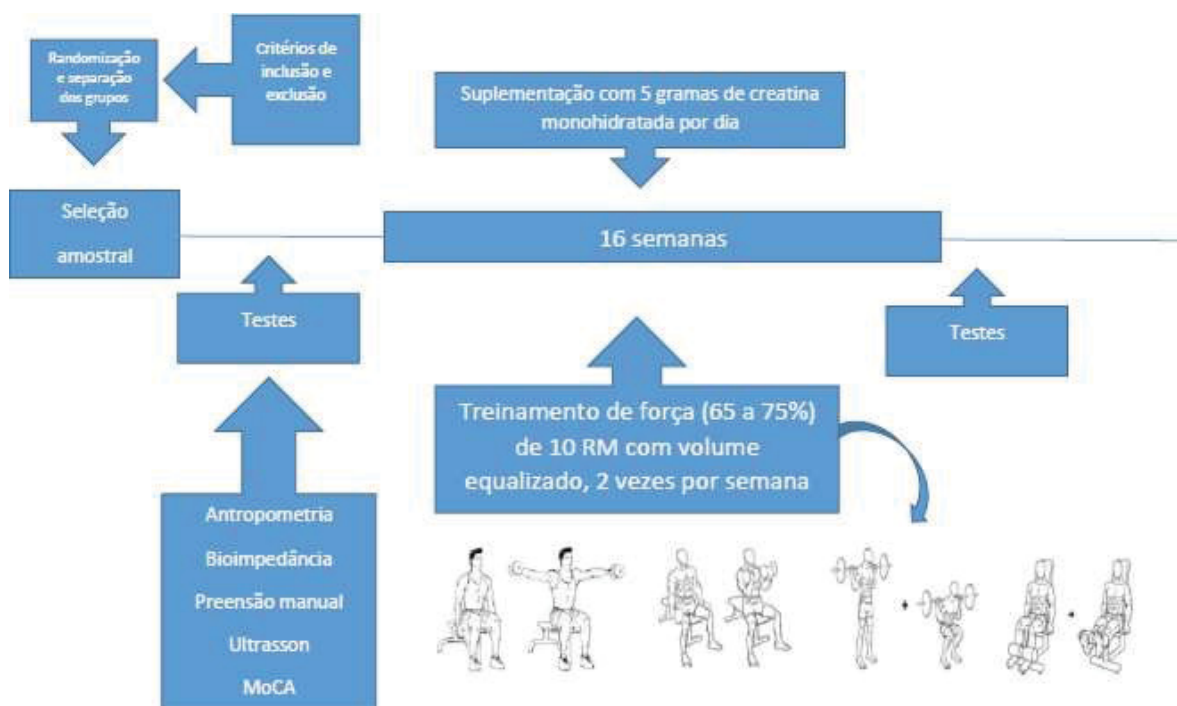 Randomização
e separação
dos grupos
Critérios de
inclusão e
exclusão
Suplementação com 5 gramas de creatina
monohidratada por dia
Seleção
amostral
16 semanas
Testes
Testes
Treinamento de força (65 a 75%)
de 10 RM com volume
equalizado, 2 vezes por semana
Antropometria
Bioimpedância
Preensão manual
Ultrasson
MoCA